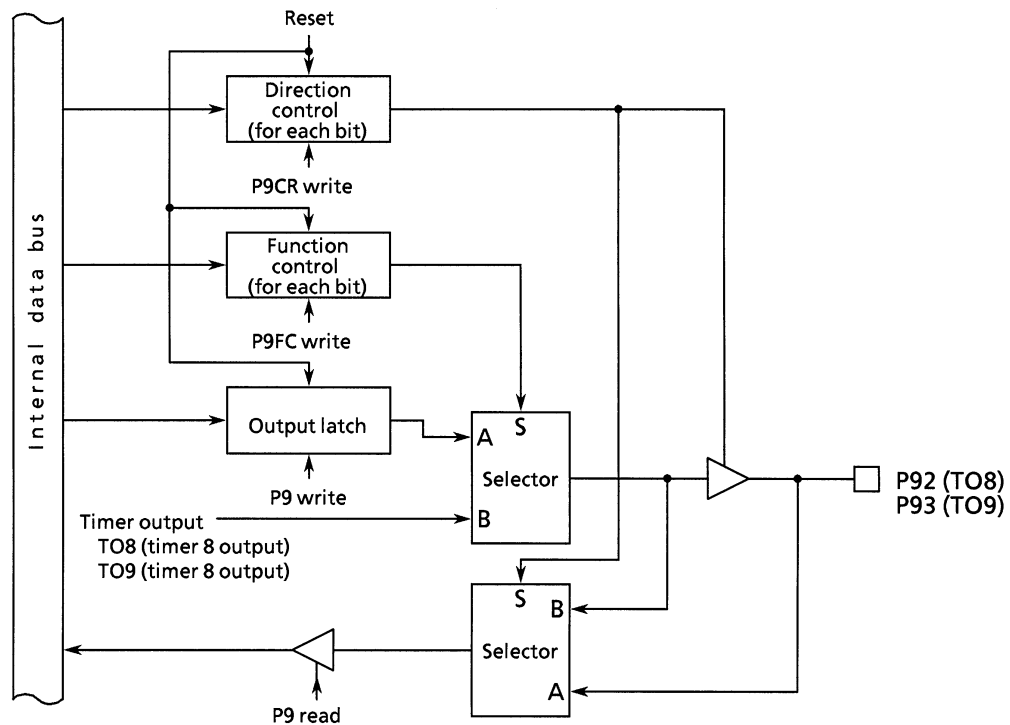 Reset
Direction
control
(for each bit)
P9CR write
Internal data bus
Function
control
(for each bit)
P9FC write
Output latch
P9 write
S
A
Selector
B
P92 (TO8)
P93 (TO9)
Timer output
TO8 (timer 8 output)
TO9 (timer 8 output)
S
B
Selector
A
P9 read